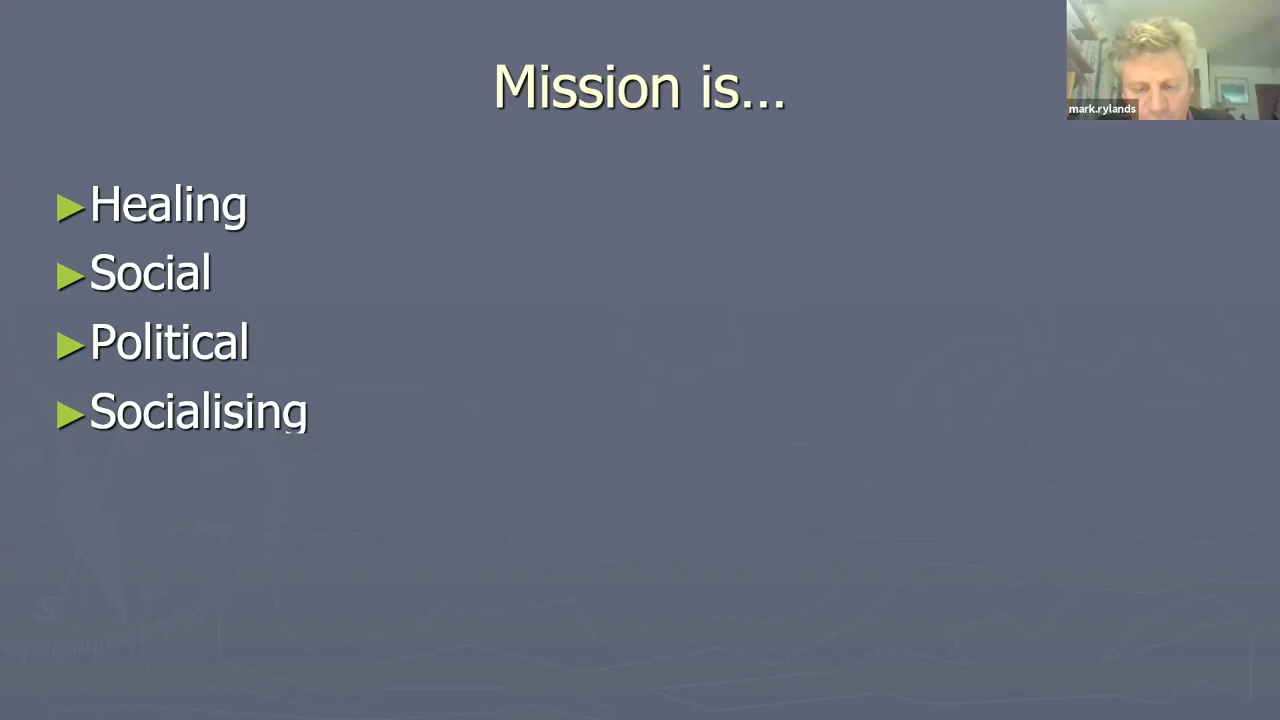 Mission is...
mark.rylands
►Healing
►Social
►Political
►Socialising
S